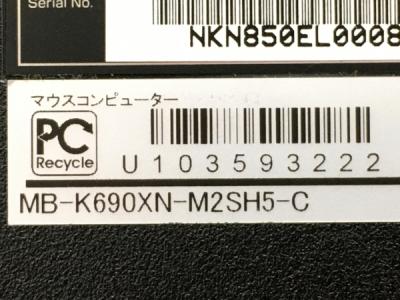 Serial No.
NKN850EL0008
マウスコンピューター
PC
Recycle
U103593222
MB-K690XN-M2SH5-C